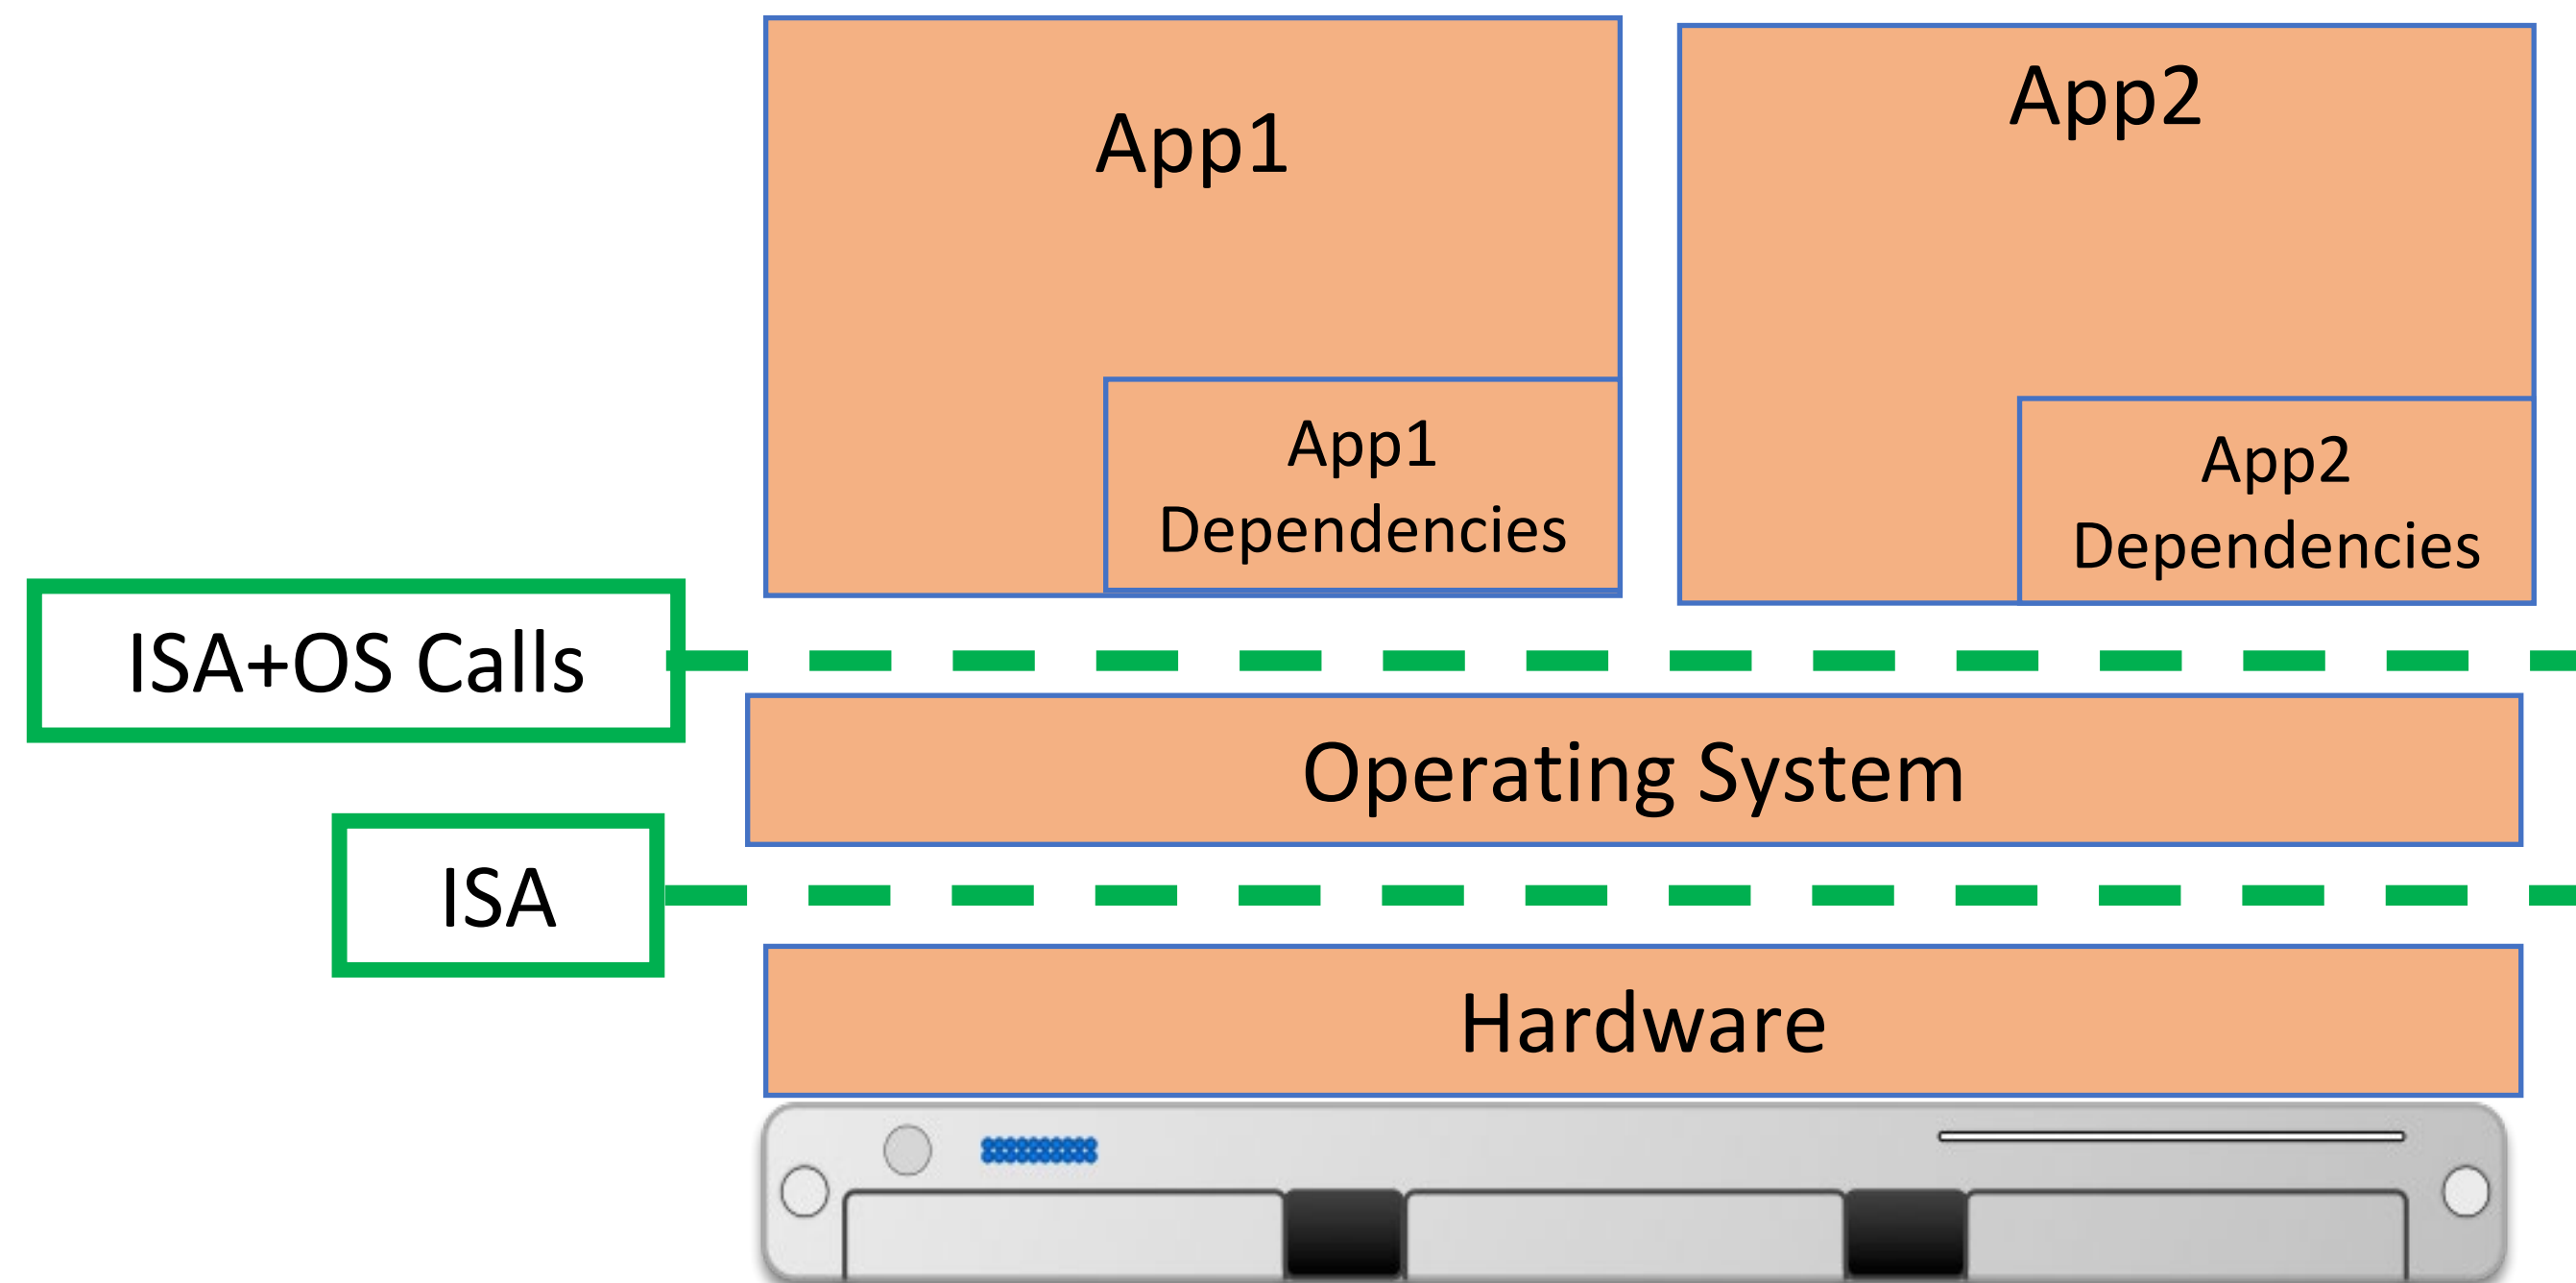 App1
App2
App1
Dependencies
App2
Dependencies
ISA+OS Calls
Operating System
ISA
Hardware